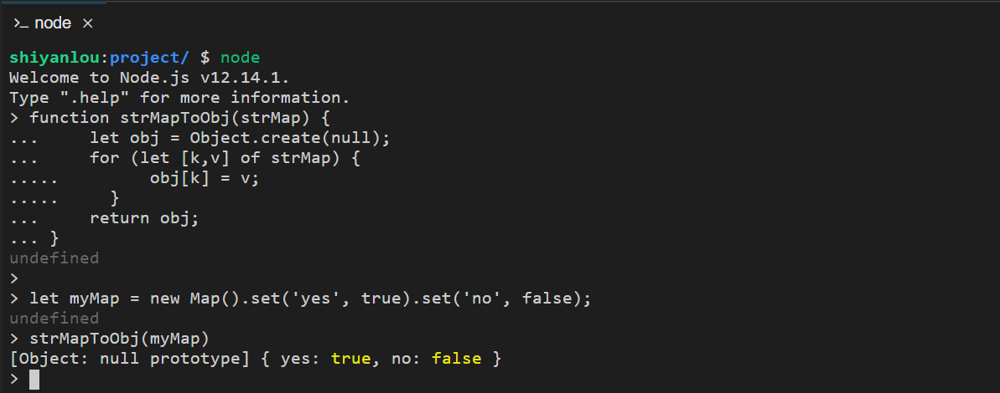 >_ node ×
shiyanlou:project/ $ node
Welcome to Node.js v12.14.1.
Type ".help" for more information.
> function strMapToObj(strMap) {
...     let obj = Object.create(null);
...     for (let [k,v] of strMap) {
.....         obj[k] = v;
.....     }
...     return obj;
... }
undefined
>
> let myMap = new Map().set('yes', true).set('no', false);
undefined
> strMapToObj(myMap)
[Object: null prototype] { yes: true, no: false }
>